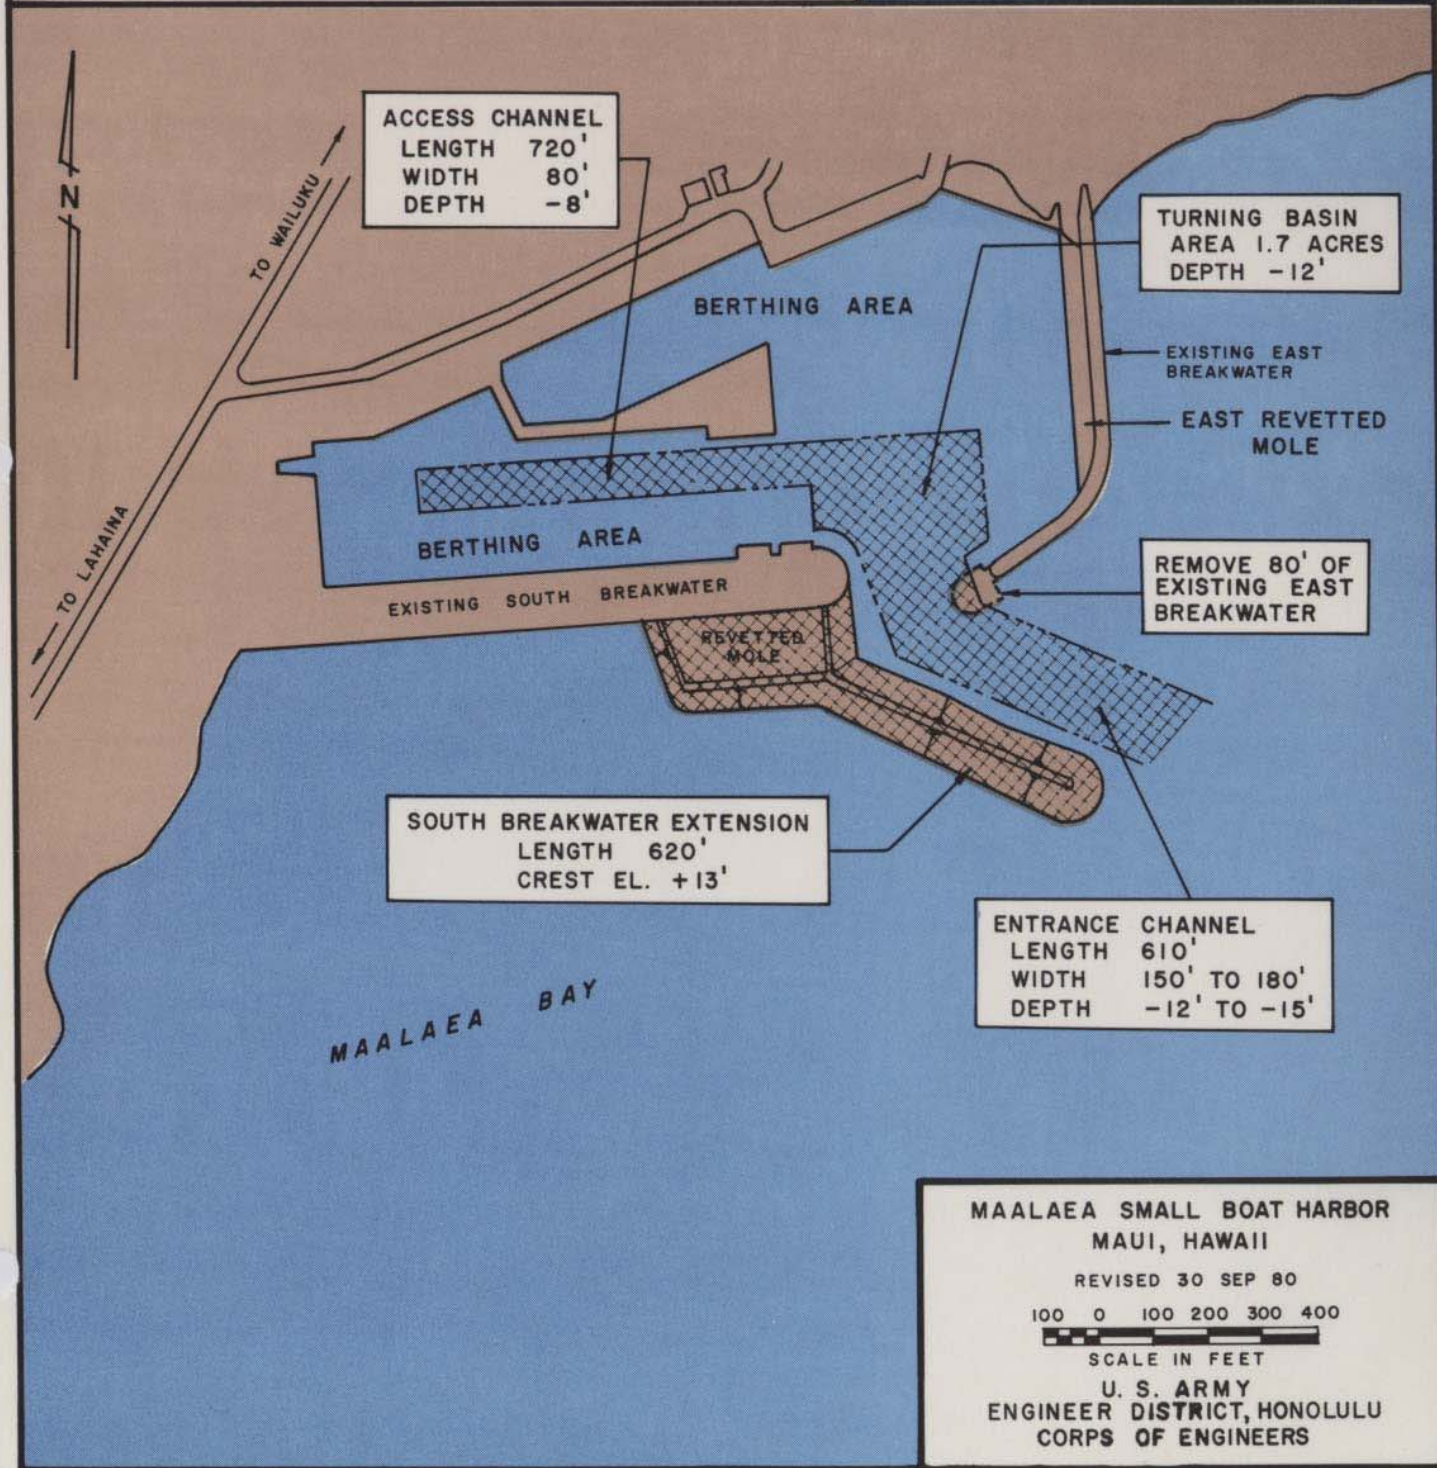 ACCESS CHANNEL
LENGTH 720'
WIDTH 80'
DEPTH -8'
N
TO WAILUKU
TURNING BASIN
AREA 1.7 ACRES
DEPTH -12'
BERTHING AREA
EXISTING EAST
BREAKWATER
EAST REVETTED
MOLE
TO LAHAINA
BERTHING AREA
EXISTING SOUTH BREAKWATER
REMOVE 80' OF
EXISTING EAST
BREAKWATER
REVETTED
MOLE
SOUTH BREAKWATER EXTENSION
LENGTH 620'
CREST EL. +13'
ENTRANCE CHANNEL
LENGTH 610'
WIDTH 150' TO 180'
DEPTH -12' TO -15'
MAALAEA BAY
MAALAEA SMALL BOAT HARBOR
MAUI, HAWAII
REVISED 30 SEP 80
100 0 100 200 300 400
SCALE IN FEET
U. S. ARMY
ENGINEER DISTRICT, HONOLULU
CORPS OF ENGINEERS